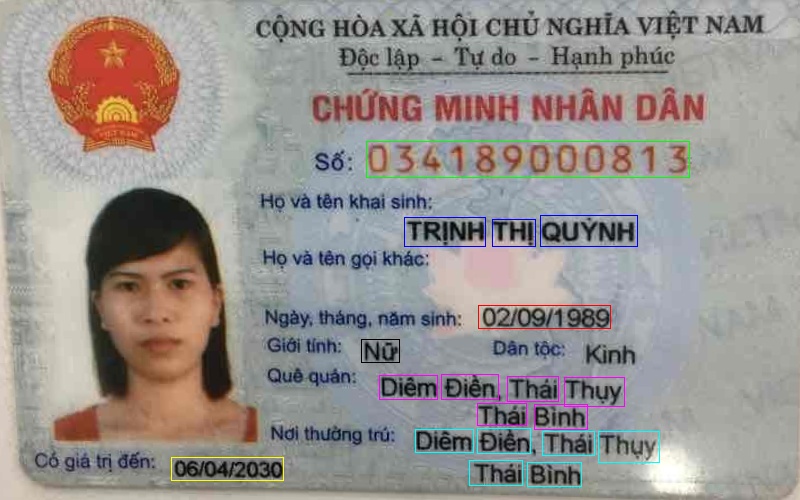 CỘNG HÒA XÃ HỘI CHỦ NGHĨA VIỆT NAM
Độc lập - Tự do - Hạnh phúc
CHỨNG MINH NHÂN DÂN
Số: 034189000813
Họ và tên khai sinh:
TRỊNH THỊ QUỲNH
Họ và tên gọi khác:
Ngày, tháng, năm sinh: 02/09/1989
Giới tính: Nữ Dân tộc: Kinh
Quê quán: Diêm Điền, Thái Thụy
Thái Bình
Nơi thường trú: Diêm Điền, Thái Thụy
Thái Bình
Có giá trị đến: 06/04/2030